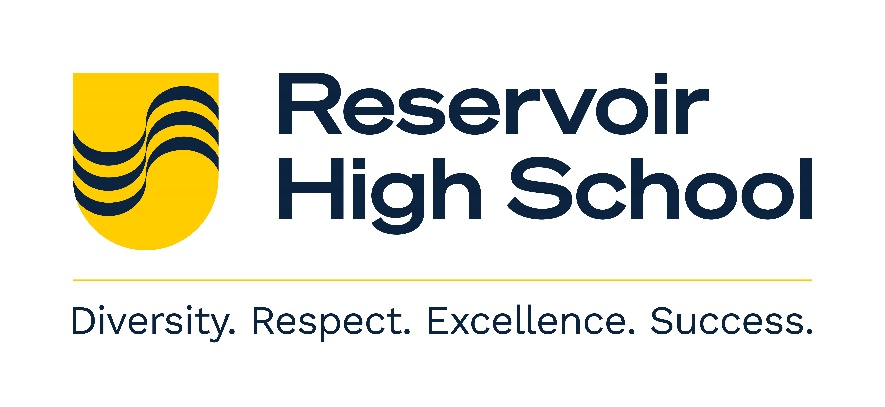 Reservoir
High School
Diversity. Respect. Excellence. Success.